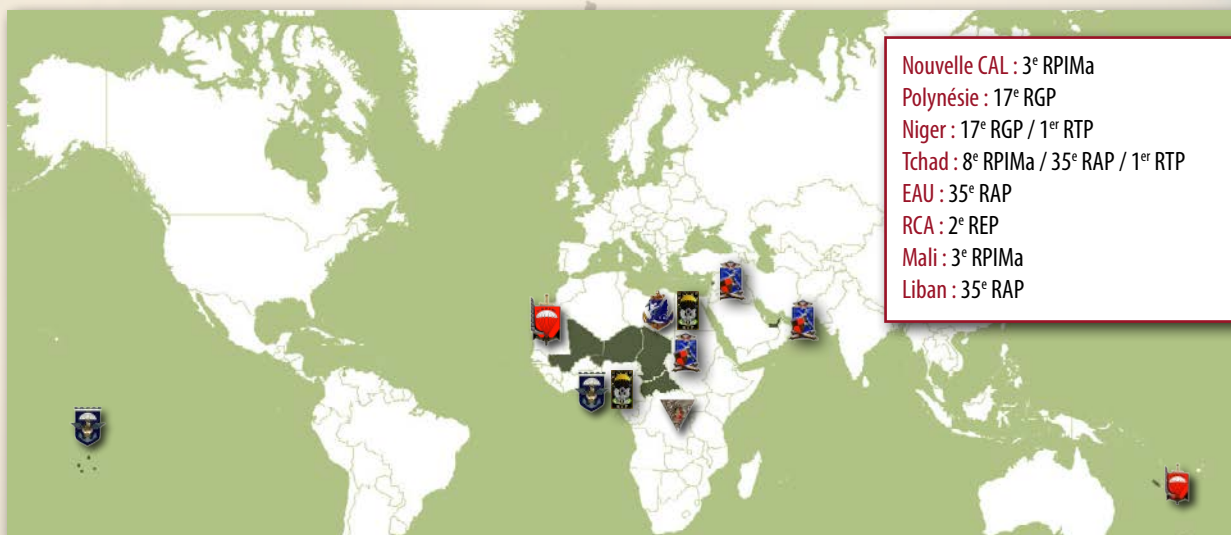 Nouvelle CAL : 3e RPIMa
Polynésie : 17e RGP
Niger : 17e RGP / 1er RTP
Tchad : 8e RPIMa / 35e RAP / 1er RTP
EAU : 35e RAP
RCA : 2e REP
Mali : 3e RPIMa
Liban : 35e RAP